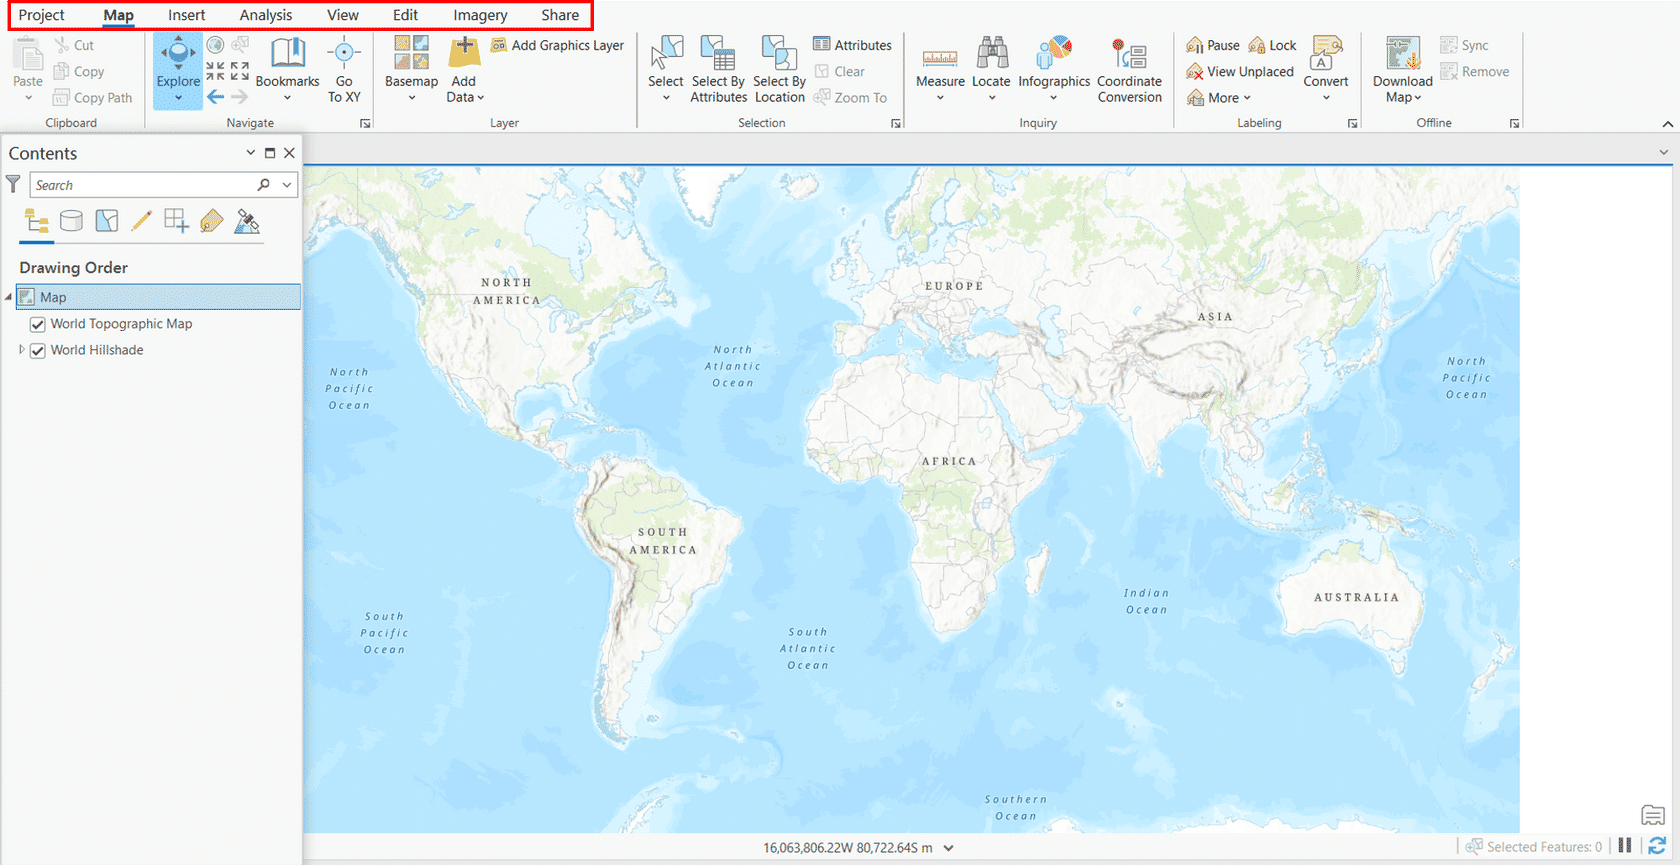 Project Map Insert Analysis View Edit Imagery Share
Paste
Cut
Copy
Copy Path
Clipboard
Explore
Bookmarks
Go
To XY
Navigate
Basemap
Add
Data
Add Graphics Layer
Layer
Select
Select By
Attributes
Select By
Location
Attributes
Clear
Zoom To
Selection
Measure
Locate
Infographics
Coordinate
Conversion
Inquiry
Pause
Lock
View Unplaced
More
Convert
Labeling
Download
Map
Sync
Remove
Offline
Contents
Search
Drawing Order
Map
World Topographic Map
World Hillshade
NORTH
AMERICA
EUROPE
ASIA
North
Pacific
Ocean
North
Atlantic
Ocean
North
Pacific
Ocean
AFRICA
SOUTH
AMERICA
Indian
Ocean
AUSTRALIA
South
Pacific
Ocean
South
Atlantic
Ocean
Southern
Ocean
16,063,806.22W 80,722.64S m
Selected Features: 0